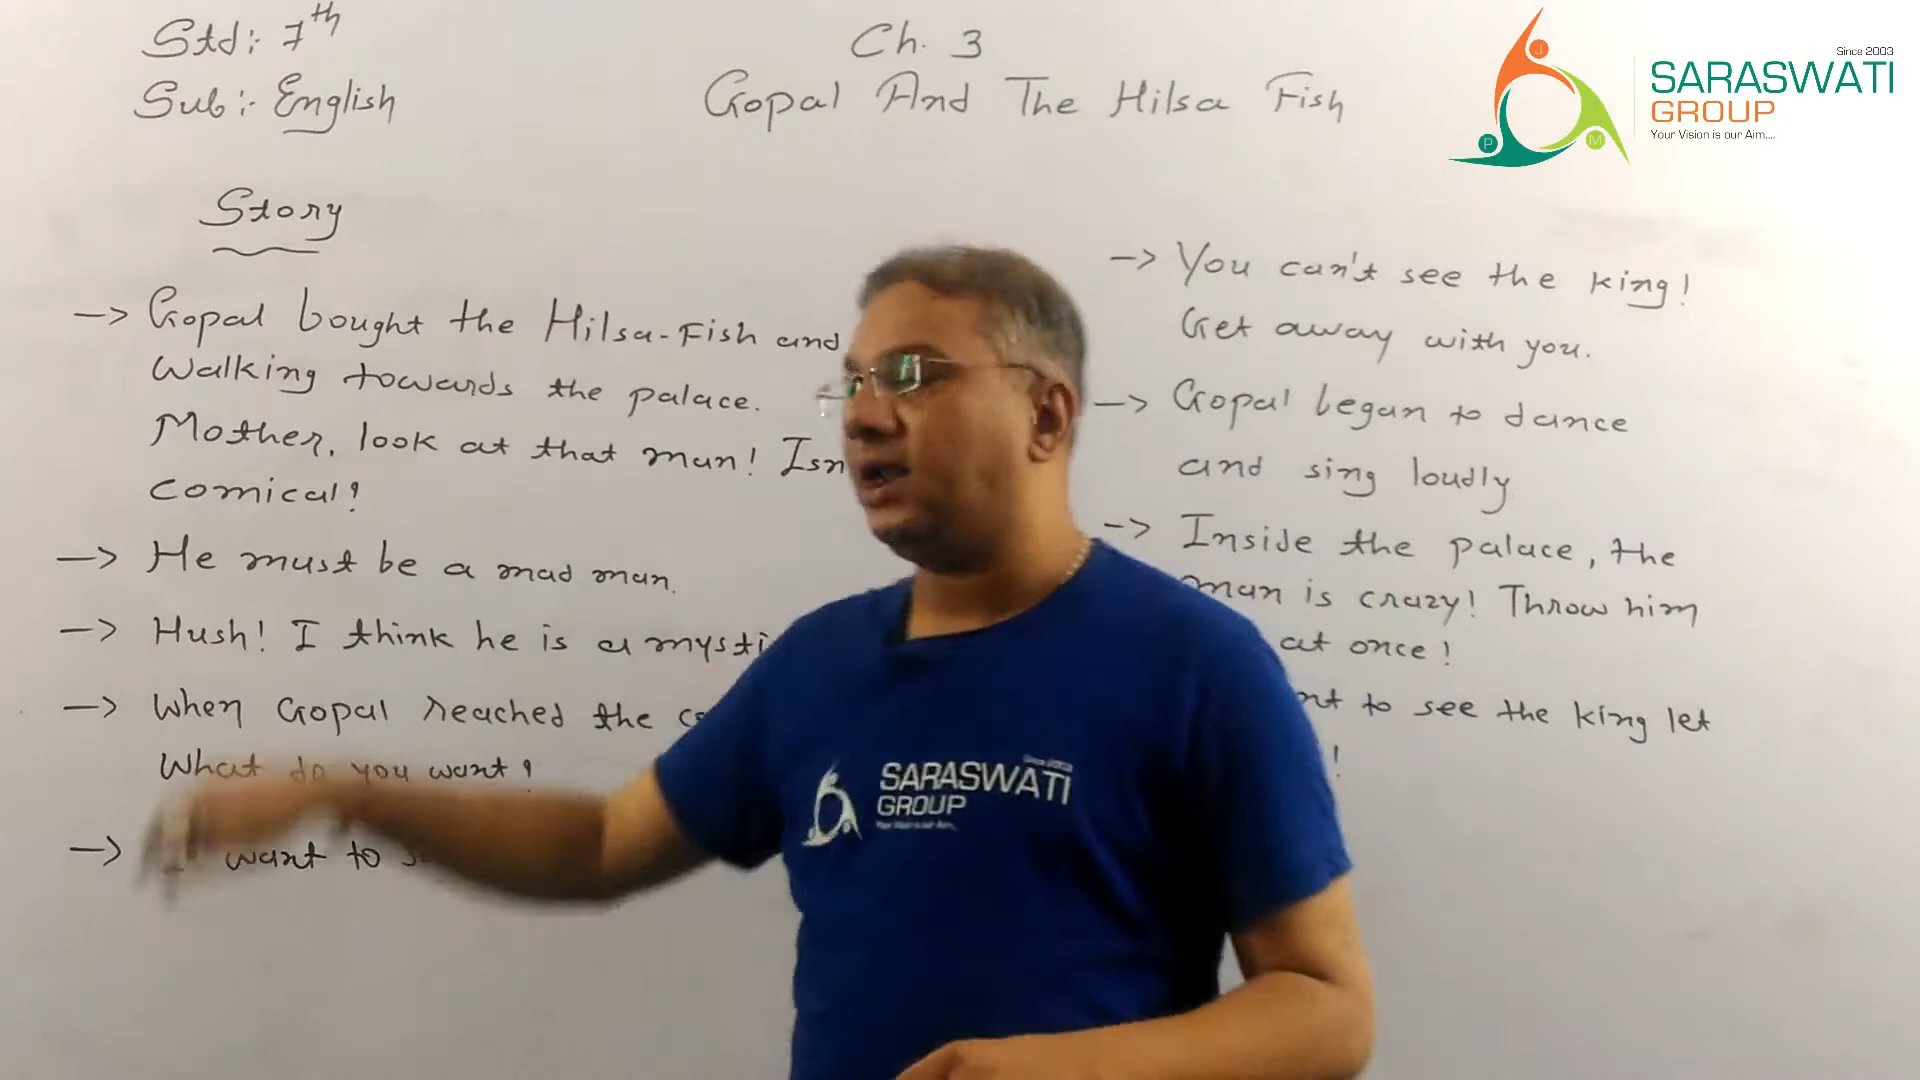 Std:- 7th
Sub:- English
Ch. 3
Gopal And The Hilsa Fish
Since 2003
SARASWATI
GROUP
Your Vision is our Aim....
J
P
M
Story
-> Gopal bought the Hilsa-Fish and
Walking towards the palace.
Mother, look at that man! Isn
comical?
-> He must be a mad man.
-> Hush! I think he is a
-> When Gopal reached the
What do you want?
-> want to
-> You can't see the king!
Get away with you.
-> Gopal began to dance
and sing loudly
-> Inside the palace, the
man is crazy! Throw him
at once!
to see the king let
!
SARASWATI
GROUP